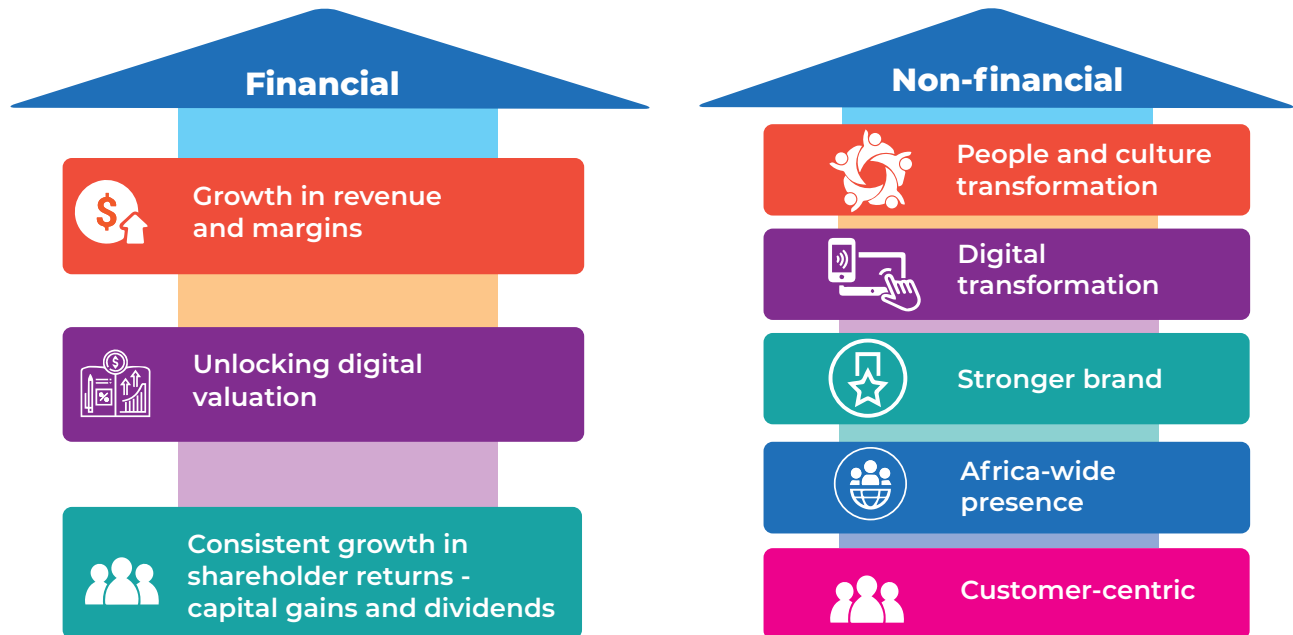 Financial
Growth in revenue
and margins
$
Unlocking digital
valuation
$
%
Consistent growth in
shareholder returns -
capital gains and dividends
Non-financial
People and culture
transformation
Digital
transformation
Stronger brand
Africa-wide
presence
Customer-centric